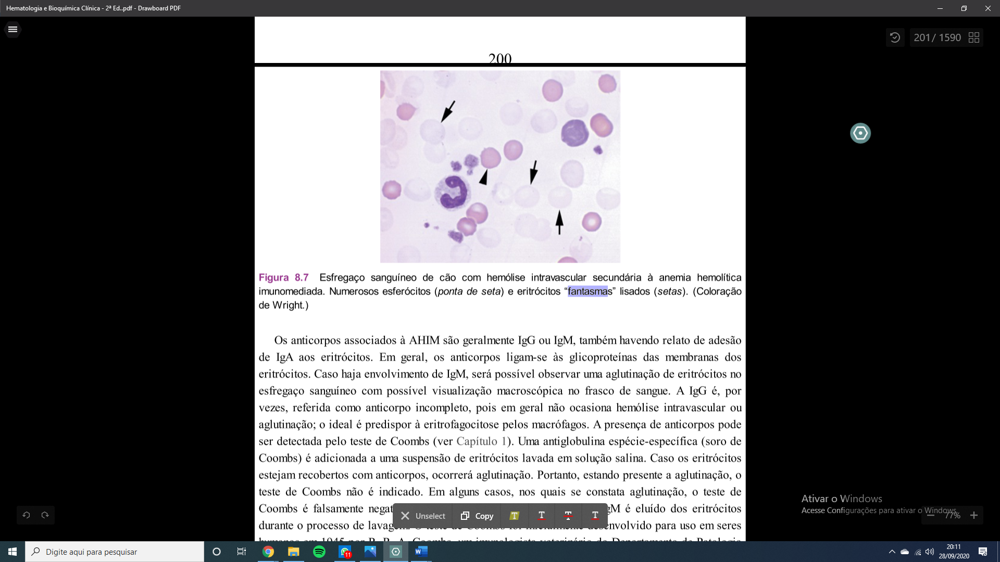 Hematologia e Bioquímica Clínica - 2ª Ed..pdf - Drawboard PDF
201 / 1590
200
Figura 8.7 Esfregaço sanguíneo de cão com hemólise intravascular secundária à anemia hemolítica
imunomediada. Numerosos esferócitos (ponta de seta) e eritrócitos “fantasmas” lisados (setas). (Coloração
de Wright.)
Os anticorpos associados à AHIM são geralmente IgG ou IgM, também havendo relato de adesão
de IgA aos eritrócitos. Em geral, os anticorpos ligam-se às glicoproteínas das membranas dos
eritrócitos. Caso haja envolvimento de IgM, será possível observar uma aglutinação de eritrócitos no
esfregaço sanguíneo com possível visualização macroscópica no frasco de sangue. A IgG é, por
vezes, referida como anticorpo incompleto, pois em geral não ocasiona hemólise intravascular ou
aglutinação; o ideal é predispor à eritrofagocitose pelos macrófagos. A presença de anticorpos pode
ser detectada pelo teste de Coombs (ver Capítulo 1). Uma antiglobulina espécie-específica (soro de
Coombs) é adicionada a uma suspensão de eritrócitos lavada em solução salina. Caso os eritrócitos
estejam recobertos com anticorpos, ocorrerá aglutinação. Portanto, estando presente a aglutinação, o
teste de Coombs não é indicado. Em alguns casos, nos quais se constata aglutinação, o teste de
Coombs é falsamente negat gM é eluído dos eritrócitos
durante o processo de lavagem. O teste de Coombs foi inicialmente desenvolvido para uso em seres
Unselect
Copy
T T T T
Ativar o Windows
Acesse Configurações para ativar o Windows.
77%
Digite aqui para pesquisar
11
20:11
28/09/2020